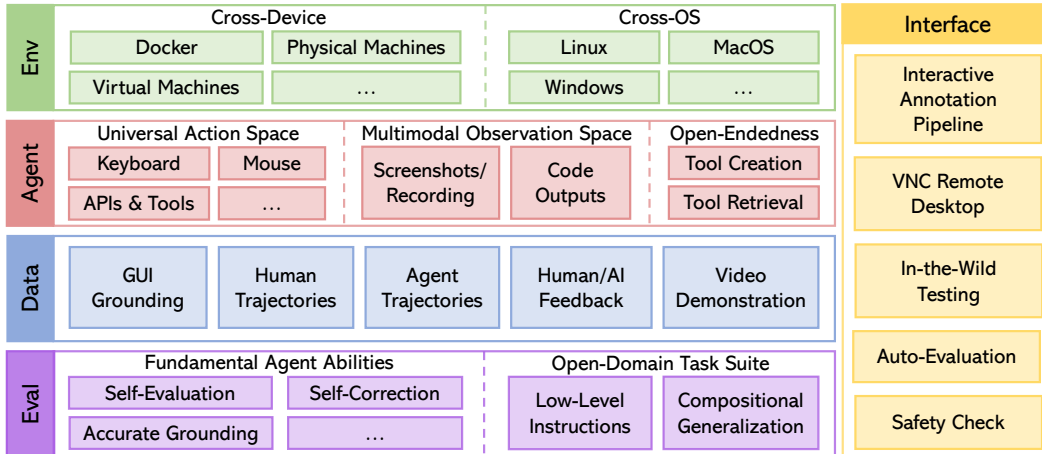 Env
Cross-Device
Docker
Physical Machines
Virtual Machines
...
Cross-OS
Linux
MacOS
Windows
...
Agent
Universal Action Space
Keyboard
Mouse
APIs & Tools
...
Multimodal Observation Space
Screenshots/
Recording
Code
Outputs
Open-Endedness
Tool Creation
Tool Retrieval
Data
GUI
Grounding
Human
Trajectories
Agent
Trajectories
Human/AI
Feedback
Video
Demonstration
Eval
Fundamental Agent Abilities
Self-Evaluation
Self-Correction
Accurate Grounding
...
Open-Domain Task Suite
Low-Level
Instructions
Compositional
Generalization
Interface
Interactive
Annotation
Pipeline
VNC Remote
Desktop
In-the-Wild
Testing
Auto-Evaluation
Safety Check